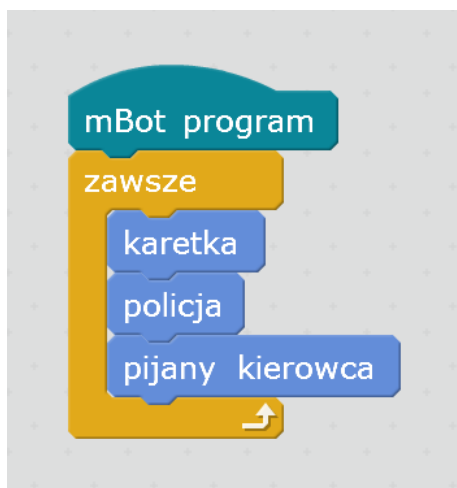 mBot program
zawsze
karetka
policja
pijany kierowca